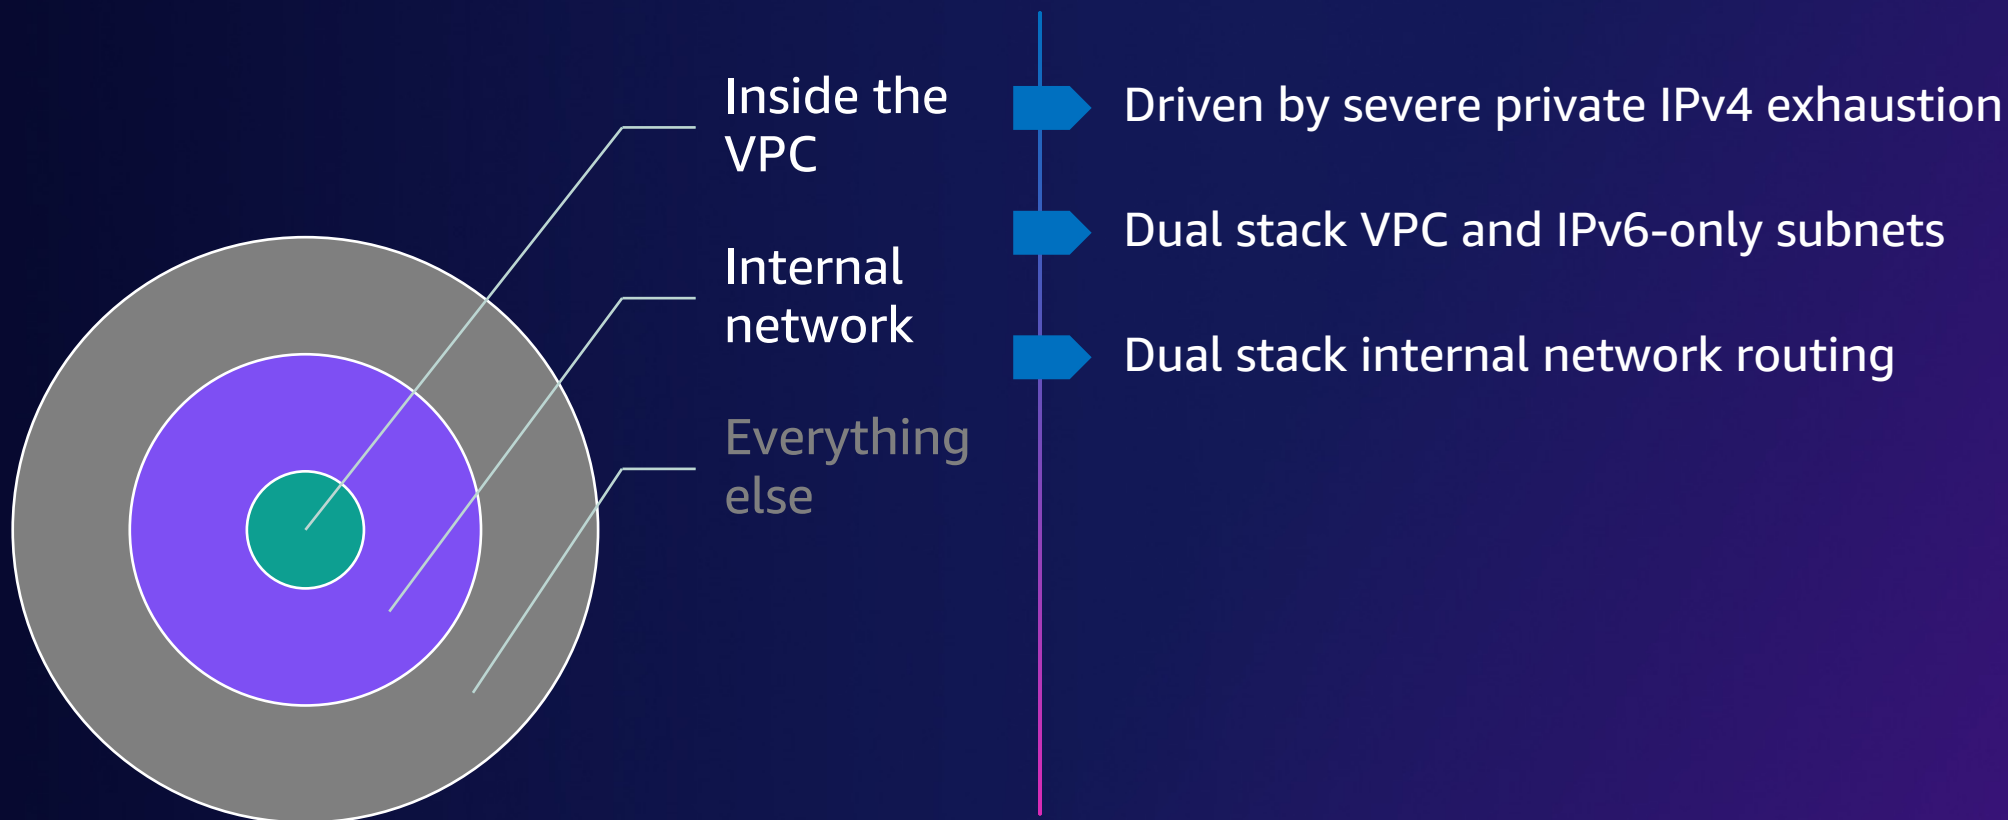 Inside the
VPC
Internal
network
Everything
else
Driven by severe private IPv4 exhaustion
Dual stack VPC and IPv6-only subnets
Dual stack internal network routing